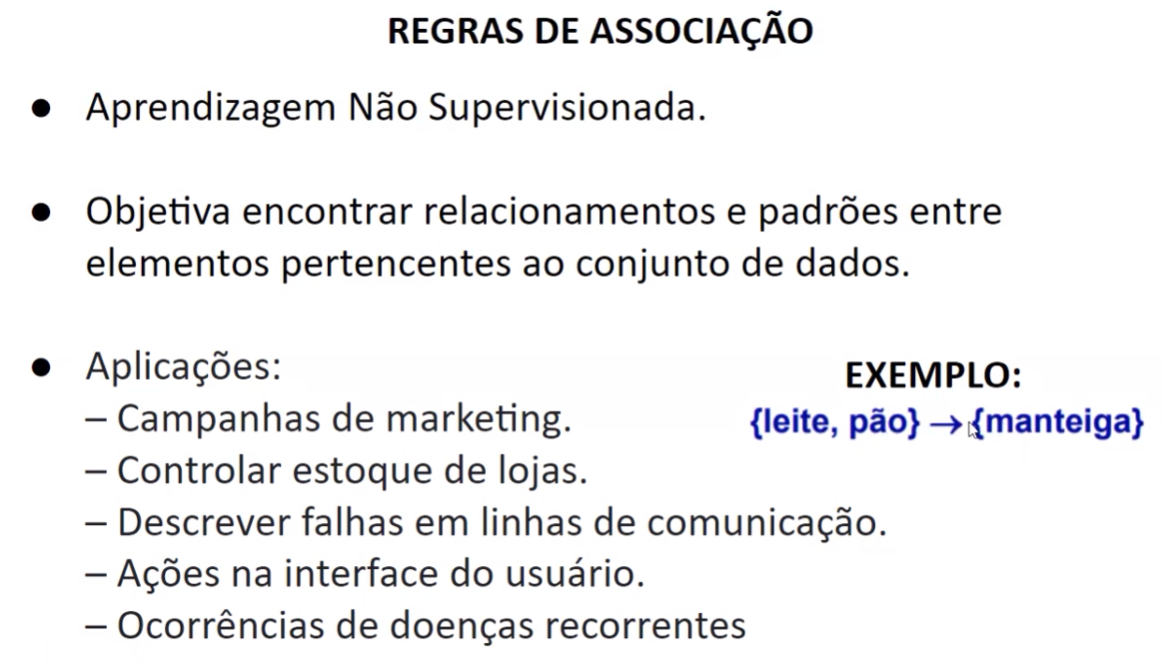 REGRAS DE ASSOCIAÇÃO
● Aprendizagem Não Supervisionada.
● Objetiva encontrar relacionamentos e padrões entre
elementos pertencentes ao conjunto de dados.
● Aplicações:
– Campanhas de marketing.
– Controlar estoque de lojas.
– Descrever falhas em linhas de comunicação.
– Ações na interface do usuário.
– Ocorrências de doenças recorrentes
EXEMPLO:
{leite, pão} → {manteiga}